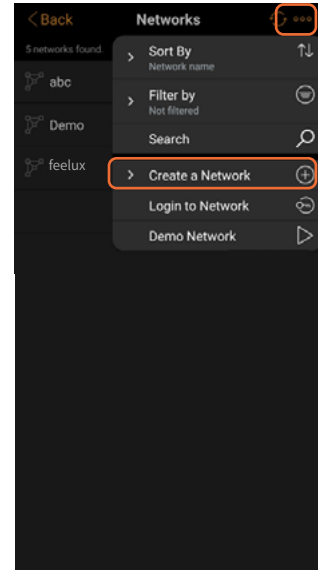 Back Networks
5 networks found.
Sort By
Network name
abc
Filter by
Not filtered
Demo
Search
feelux
Create a Network
Login to Network
Demo Network